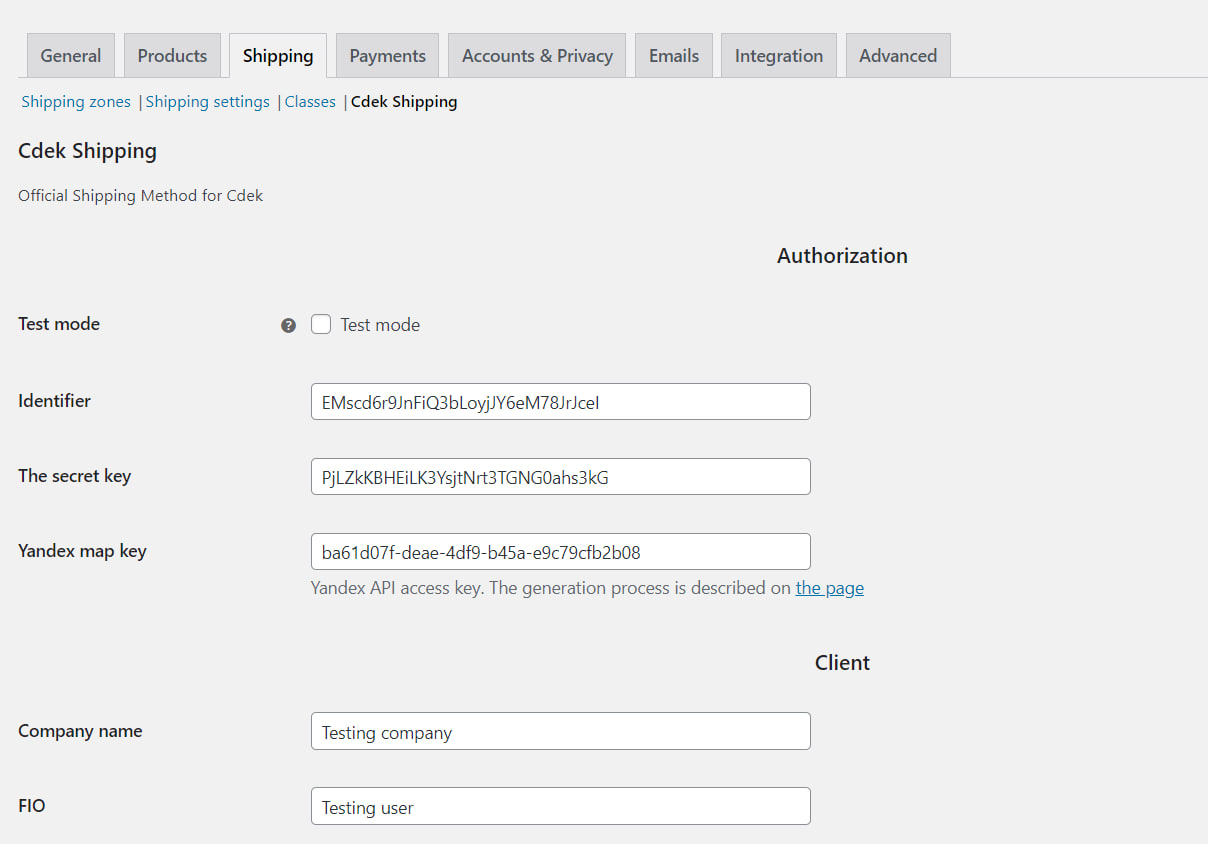 General Products Shipping Payments Accounts & Privacy Emails Integration Advanced
Shipping zones | Shipping settings | Classes | Cdek Shipping
Cdek Shipping
Official Shipping Method for Cdek
Authorization
Test mode ? Test mode
Identifier EMscd6r9JnFiQ3bLoyjJY6eM78JrJceI
The secret key PjLZkKBHEiLK3YsjtNrt3TGNG0ahs3kG
Yandex map key ba61d07f-deae-4df9-b45a-e9c79cfb2b08
Yandex API access key. The generation process is described on the page
Client
Company name Testing company
FIO Testing user